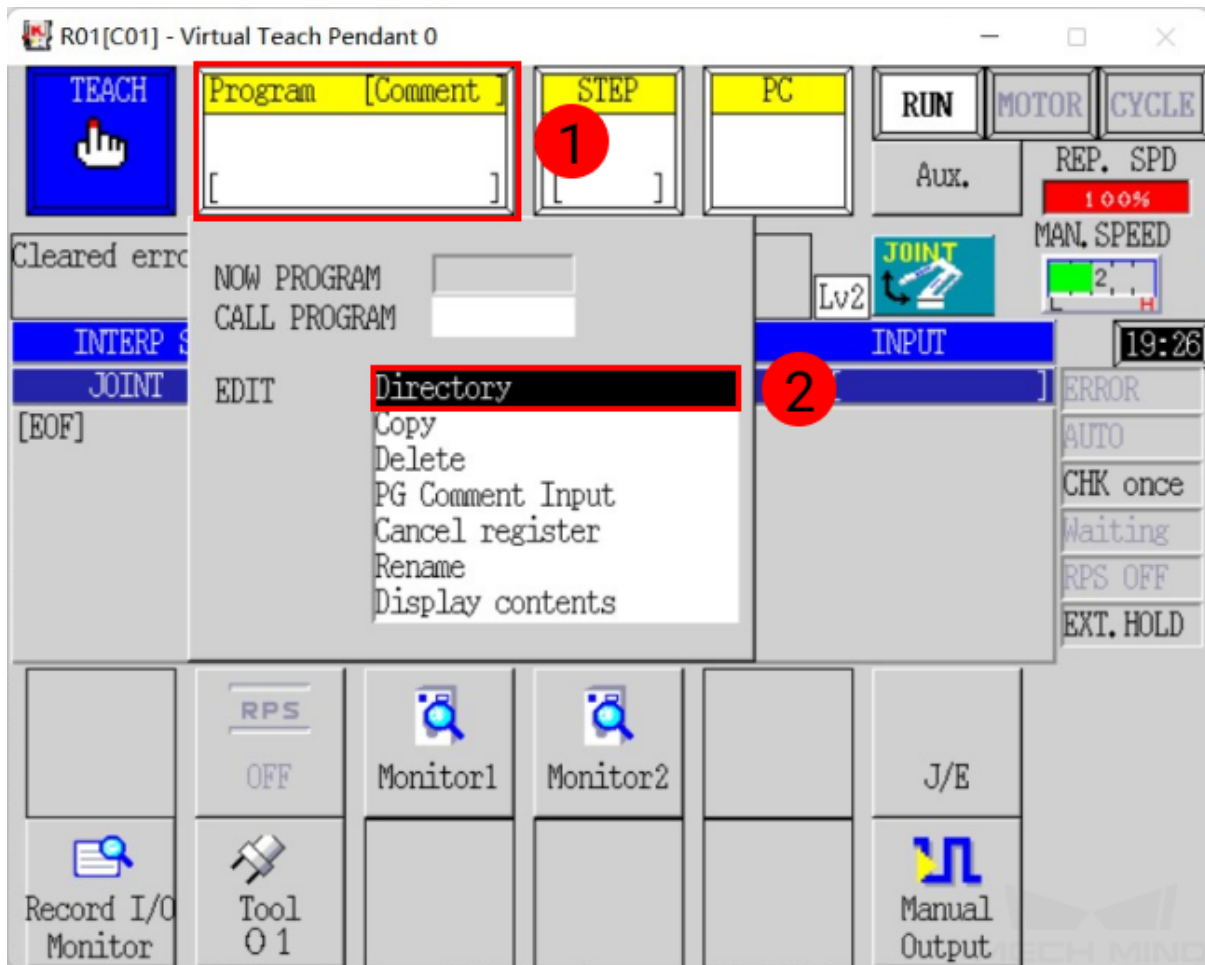 R01[C01] - Virtual Teach Pendant 0
TEACH
Program [Comment ]
[ ]
1
STEP
[ ]
PC
RUN
MOTOR
CYCLE
Aux.
REP. SPD
100%
Cleared erro
Lv2
JOINT
MAN.SPEED
2
L H
NOW PROGRAM
CALL PROGRAM
INTERP S
INPUT
19:26
JOINT
EDIT
Directory
2
[ ]
ERROR
[EOF]
Copy
AUTO
Delete
PG Comment Input
CHK once
Cancel register
Waiting
Rename
RPS OFF
Display contents
EXT.HOLD
RPS
OFF
Monitor1
Monitor2
J/E
Record I/O
Monitor
Tool
O 1
Manual
Output
MECH MIND